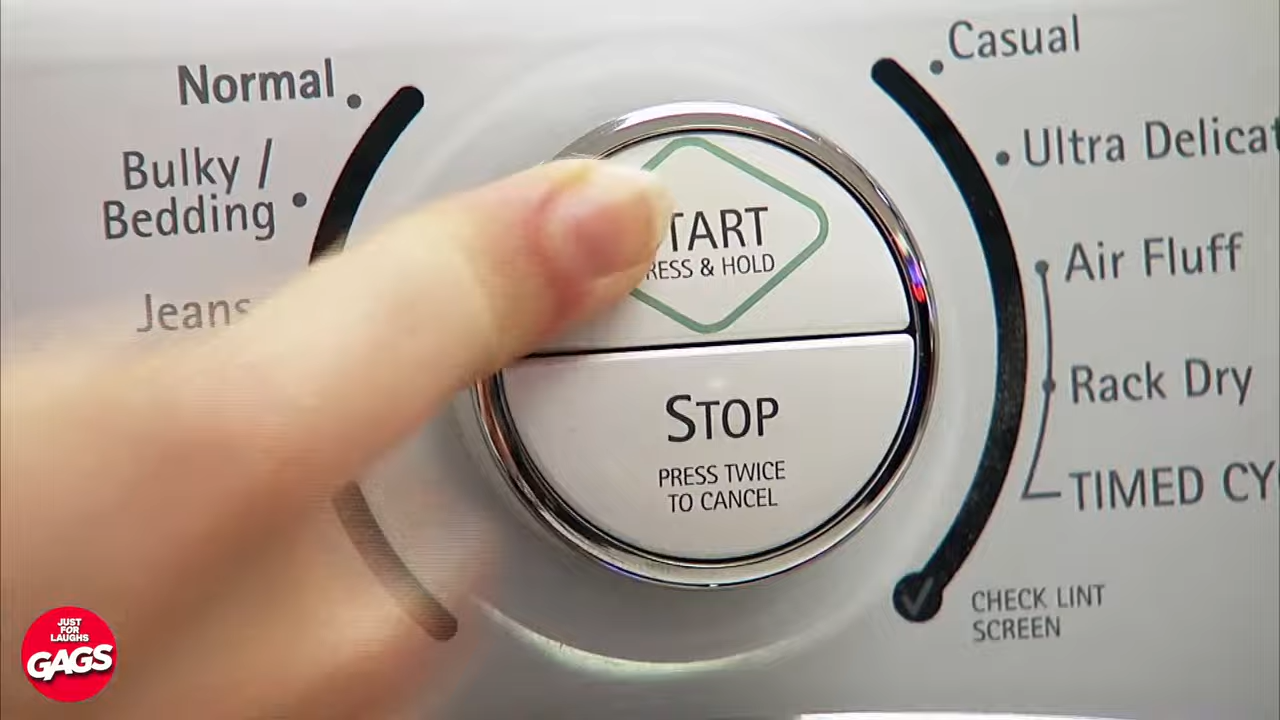 Normal
Bulky /
Bedding
Jeans
TART
RESS & HOLD
STOP
PRESS TWICE
TO CANCEL
Casual
Ultra Delicat
Air Fluff
Rack Dry
TIMED CY
CHECK LINT
SCREEN
JUST
FOR
LAUGHS
GAGS